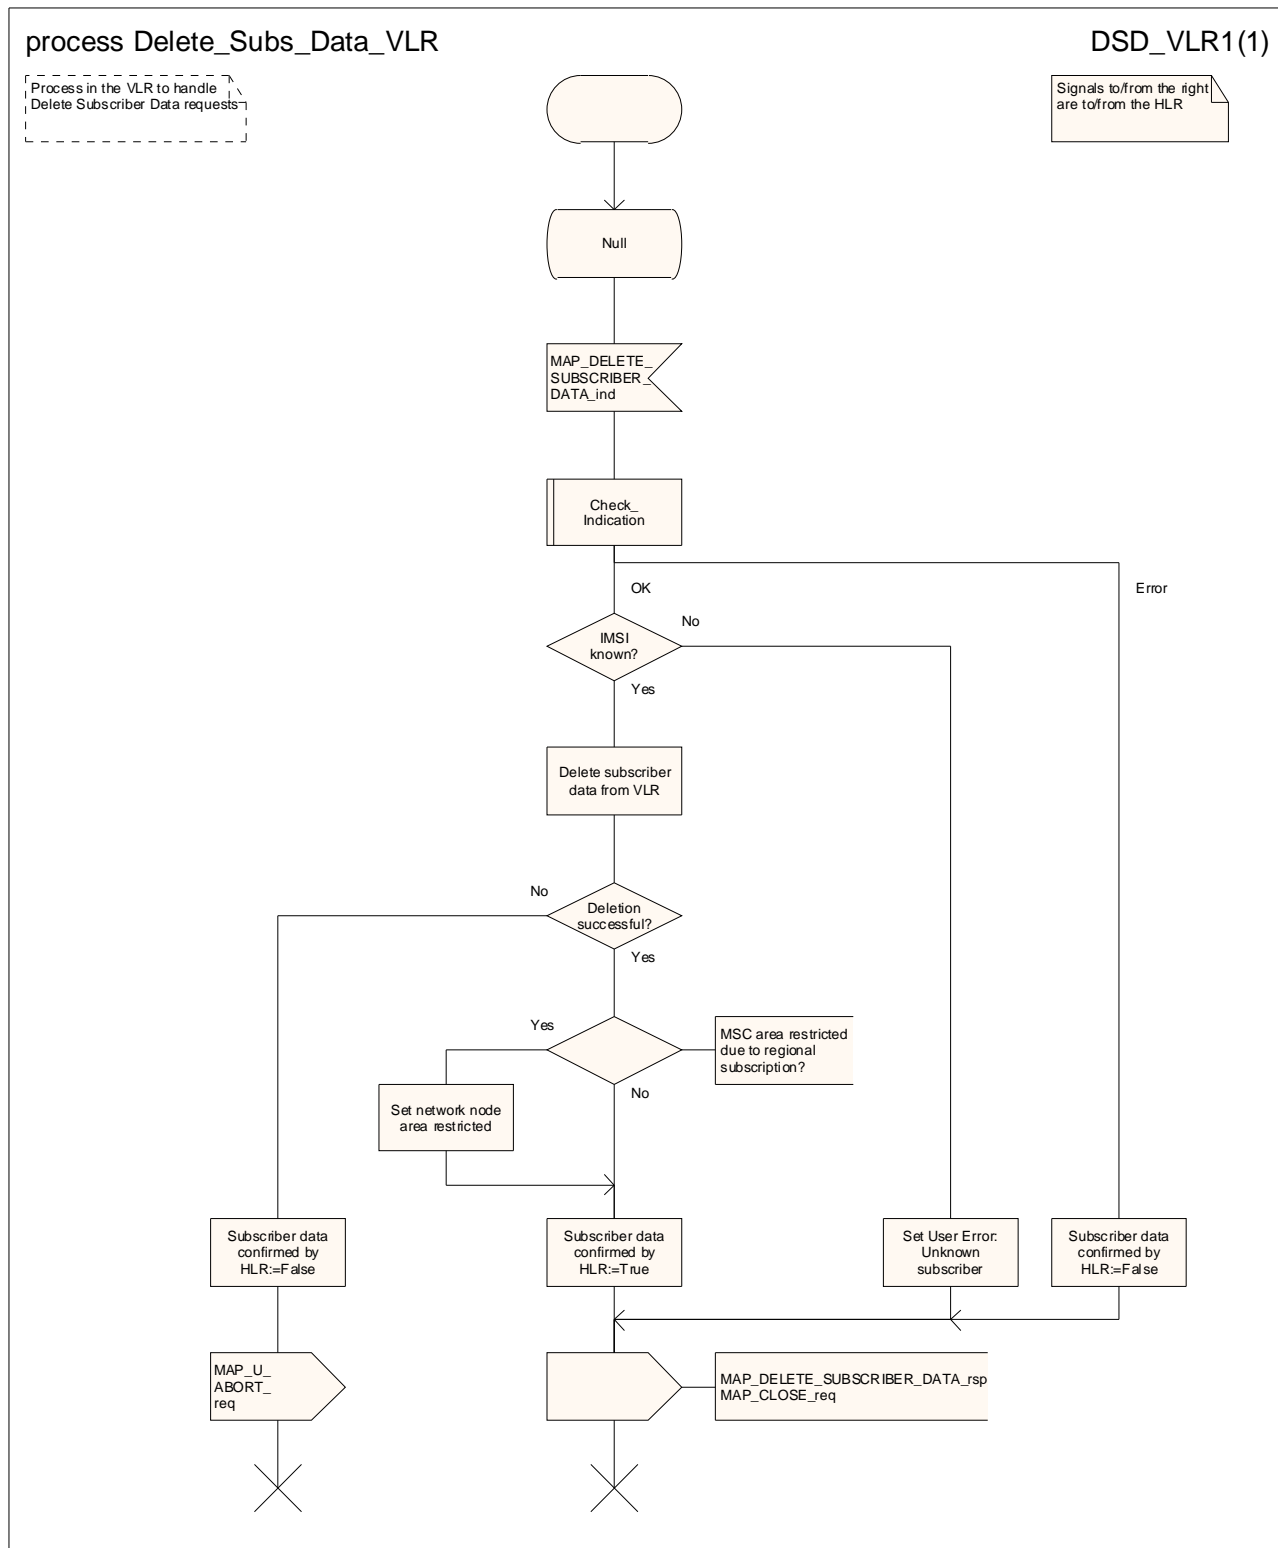 process Delete_Subs_Data_VLR
DSD_VLR1(1)
Process in the VLR to handle
Delete Subscriber Data requests
Signals to/from the right
are to/from the HLR
Null
MAP_DELETE_
SUBSCRIBER_
DATA_ind
Check_
Indication
OK
Error
IMSI
known?
No
Yes
Delete subscriber
data from VLR
No
Deletion
successful?
Yes
Yes
MSC area restricted
due to regional
subscription?
No
Set network node
area restricted
Subscriber data
confirmed by
HLR:=False
Subscriber data
confirmed by
HLR:=True
Set User Error:
Unknown
subscriber
Subscriber data
confirmed by
HLR:=False
MAP_U_
ABORT_
req
MAP_DELETE_SUBSCRIBER_DATA_rsp
MAP_CLOSE_req